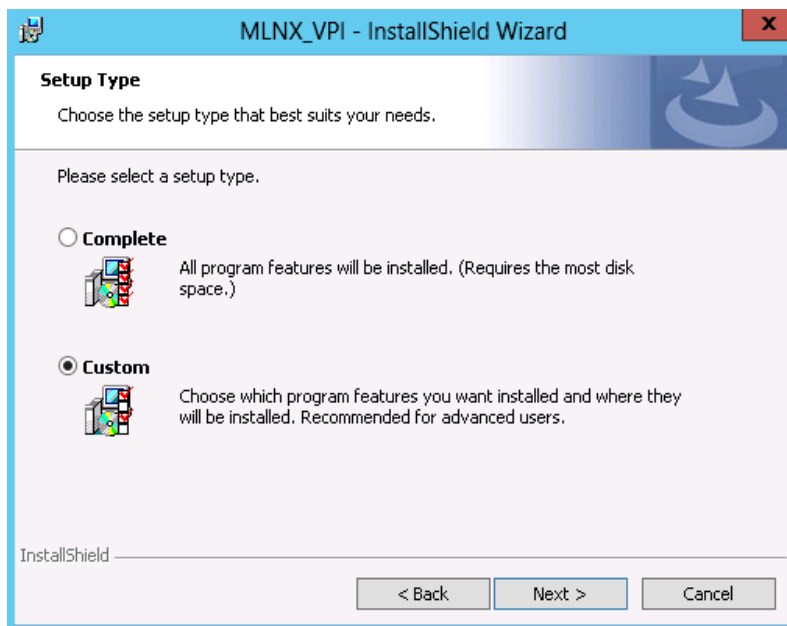 MLNX_VPI - InstallShield Wizard
x
Setup Type
Choose the setup type that best suits your needs.
Please select a setup type.
Complete
All program features will be installed. (Requires the most disk
space.)
Custom
Choose which program features you want installed and where they
will be installed. Recommended for advanced users.
InstallShield
< Back
Next >
Cancel